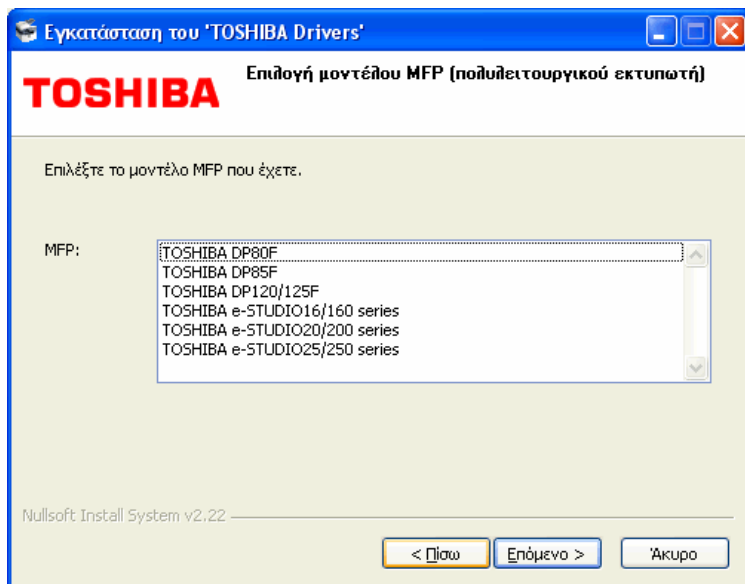 Εγκατάσταση του 'TOSHIBA Drivers'
TOSHIBA
Επιλογή μοντέλου MFP (πολυλειτουργικού εκτυπωτή)
Επιλέξτε το μοντέλο MFP που έχετε.
MFP:
TOSHIBA DP80F
TOSHIBA DP85F
TOSHIBA DP120/125F
TOSHIBA e-STUDIO16/160 series
TOSHIBA e-STUDIO20/200 series
TOSHIBA e-STUDIO25/250 series
Nullsoft Install System v2.22
< Πίσω
Επόμενο >
Άκυρο